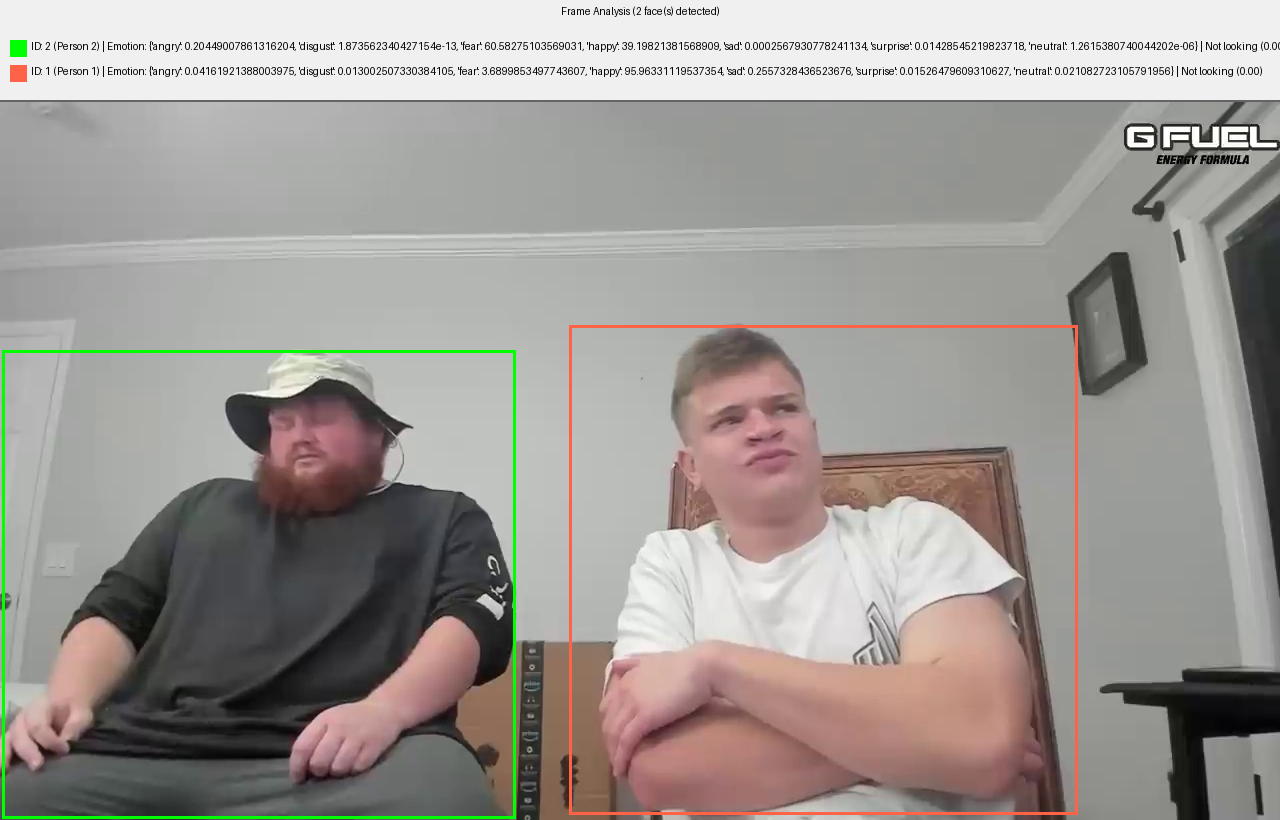 Frame Analysis (2 face(s) detected)
ID: 2 (Person 2) | Emotion: {'angry': 0.20449007861316204, 'disgust': 1.873562340427154e-13, 'fear': 60.58275103569031, 'happy': 39.19821381568909, 'sad': 0.0002567930778241134, 'surprise': 0.01428545219823718, 'neutral': 1.2615380740044202e-06} | Not looking (0.00
ID: 1 (Person 1) | Emotion: {'angry': 0.04161921388003975, 'disgust': 0.013002507330384105, 'fear': 3.6899853497743607, 'happy': 95.96331119537354, 'sad': 0.2557328436523676, 'surprise': 0.01526479609310627, 'neutral': 0.021082723105791956} | Not looking (0.00)
G FUEL
ENERGY FORMULA
prime
prime